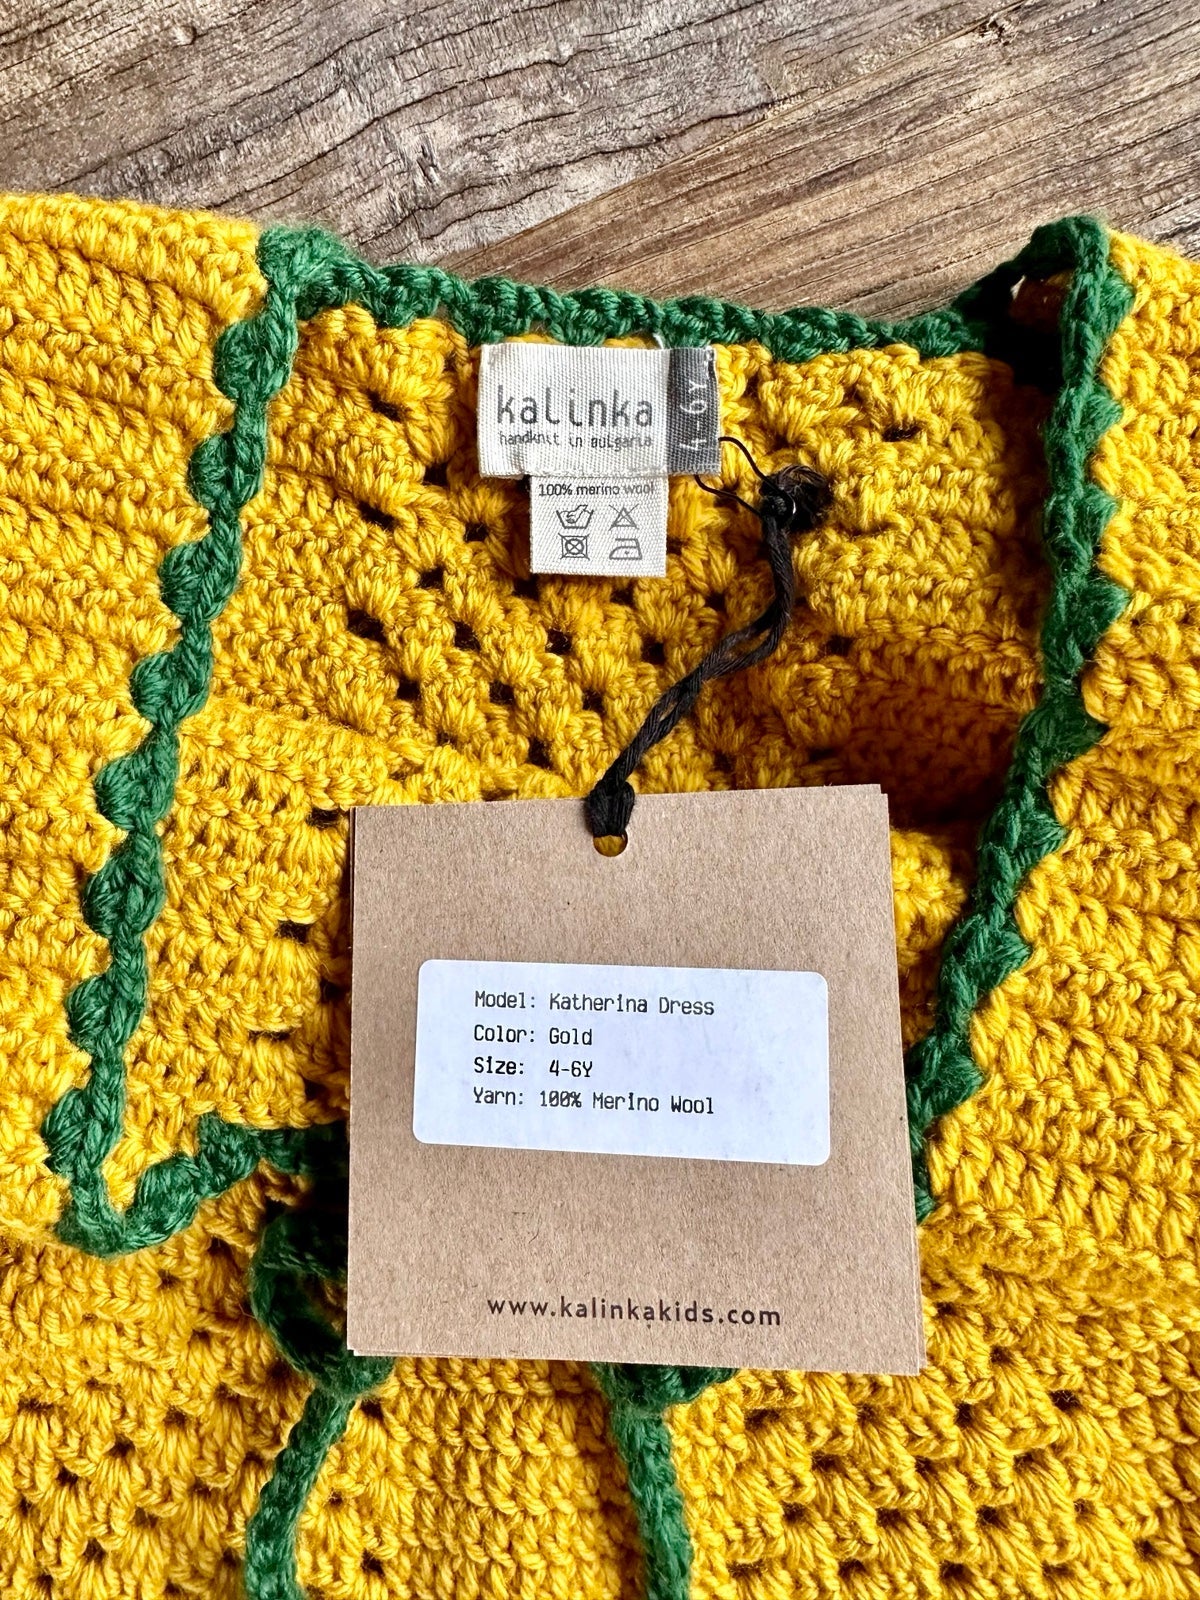 kalinka
handknit in Bulgaria
4-6Y
100% merino wool
Model: Katherina Dress
Color: Gold
Size: 4-6Y
Yarn: 100% Merino Wool
www.kalinkakids.com